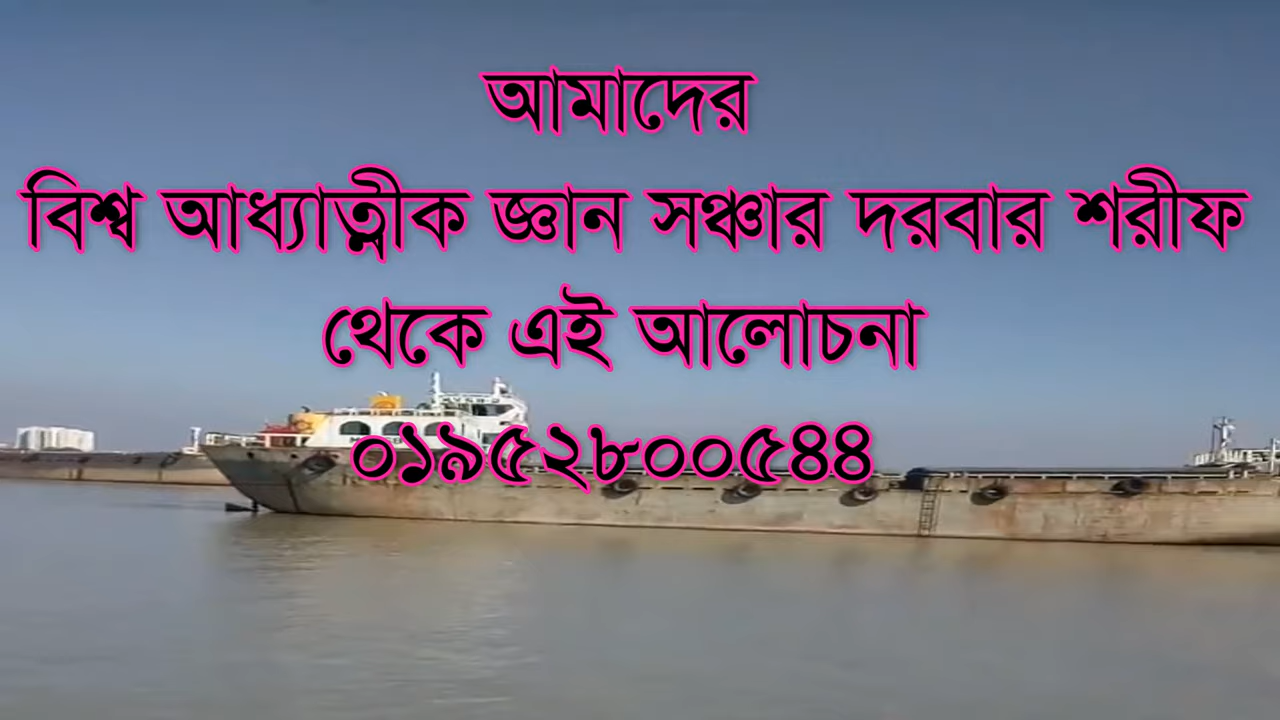 আমাদের
বিশ্ব আধ্যাত্নীক জ্ঞান সঞ্চার দরবার শরীফ
থেকে এই আলোচনা
০১৯৫২৮০০৫৪৪